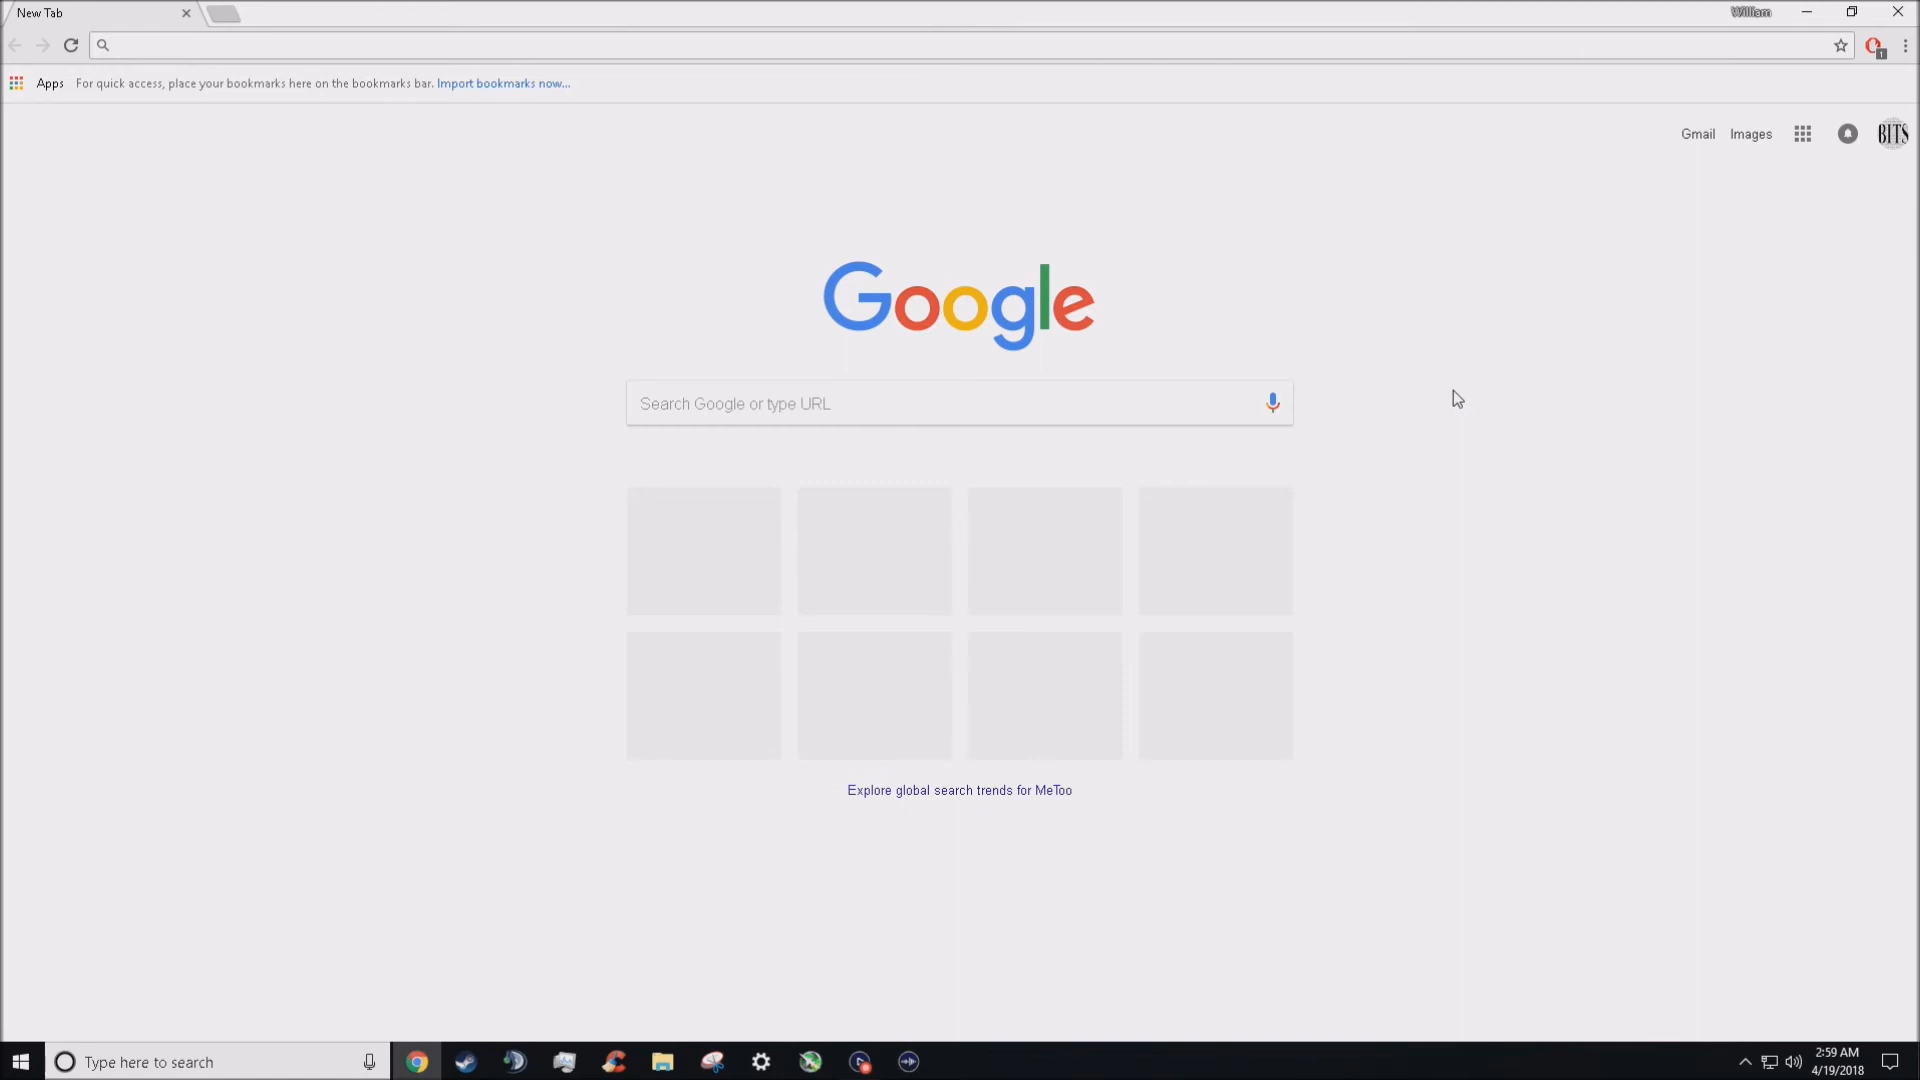 New Tab
William
Apps For quick access, place your bookmarks here on the bookmarks bar. Import bookmarks now...
Gmail Images BITS
Google
Search Google or type URL
Explore global search trends for MeToo
Type here to search
2:59 AM
4/19/2018
1